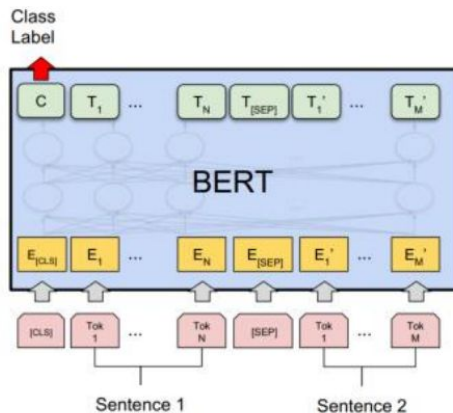 Class
Label
C T1 ... TN T[SEP] T1' ... TM'
BERT
E[CLS] E1 ... EN E[SEP] E1' ... EM'
[CLS] Tok 1 ... Tok N [SEP] Tok 1 ... Tok M
Sentence 1 Sentence 2